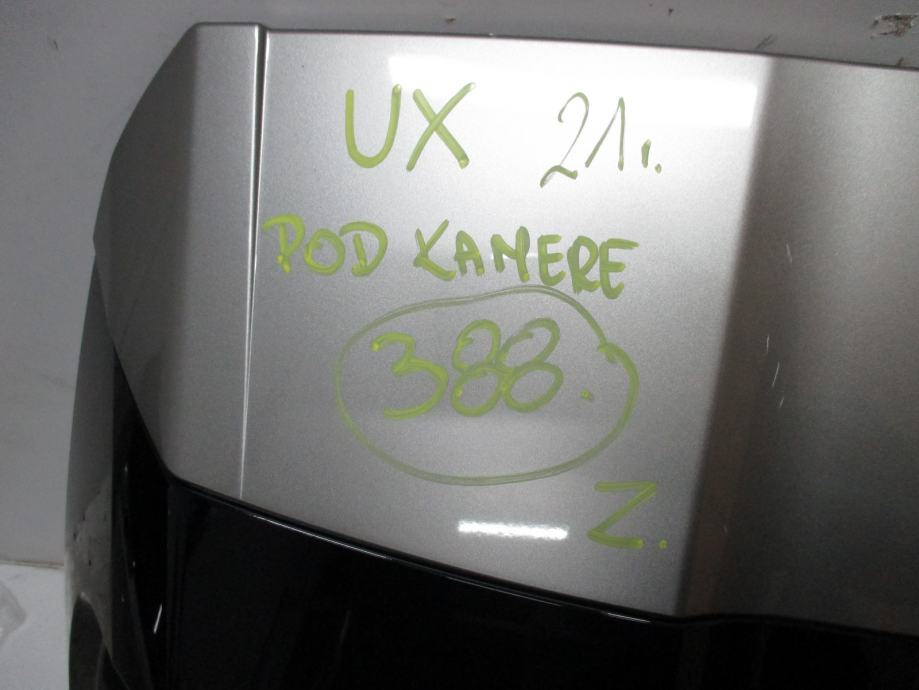 UX 21r.
POD KAMERE
388.
Z.